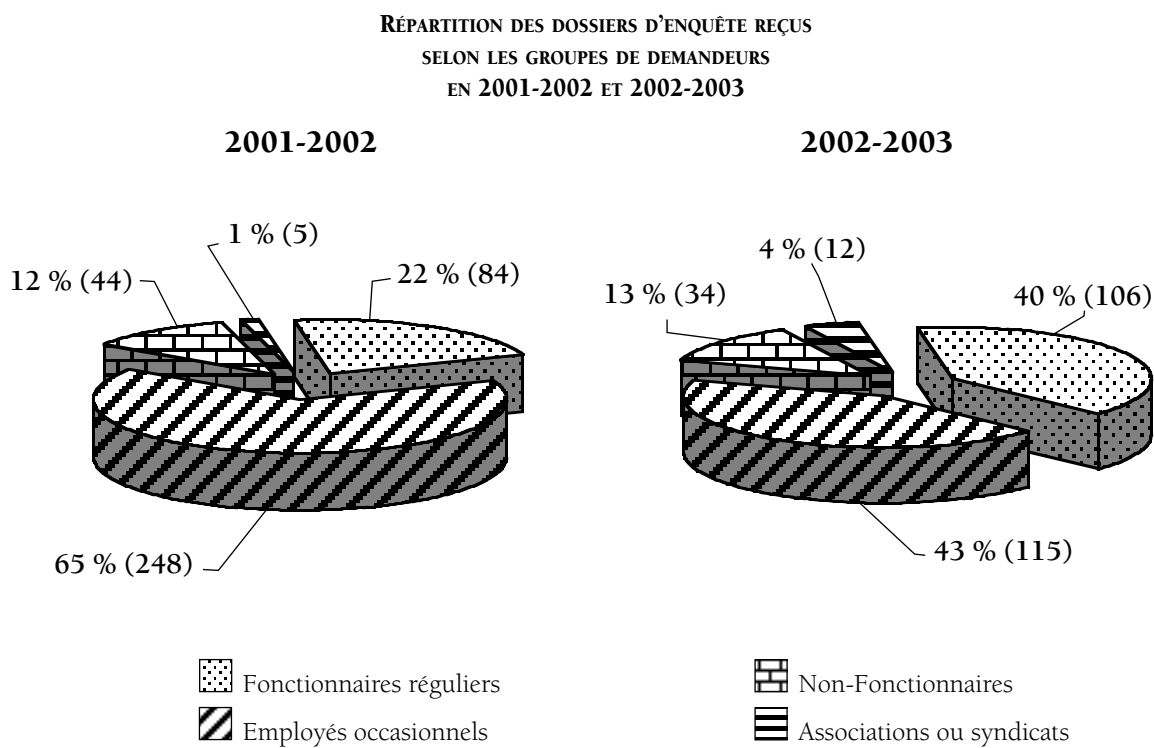 RÉPARTITION DES DOSSIERS D'ENQUÊTE REÇUS
SELON LES GROUPES DE DEMANDEURS
EN 2001-2002 ET 2002-2003
2001-2002
1 % (5)
12 % (44)
22 % (84)
65 % (248)
2002-2003
4 % (12)
13 % (34)
40 % (106)
43 % (115)
Fonctionnaires réguliers
Employés occasionnels
Non-Fonctionnaires
Associations ou syndicats